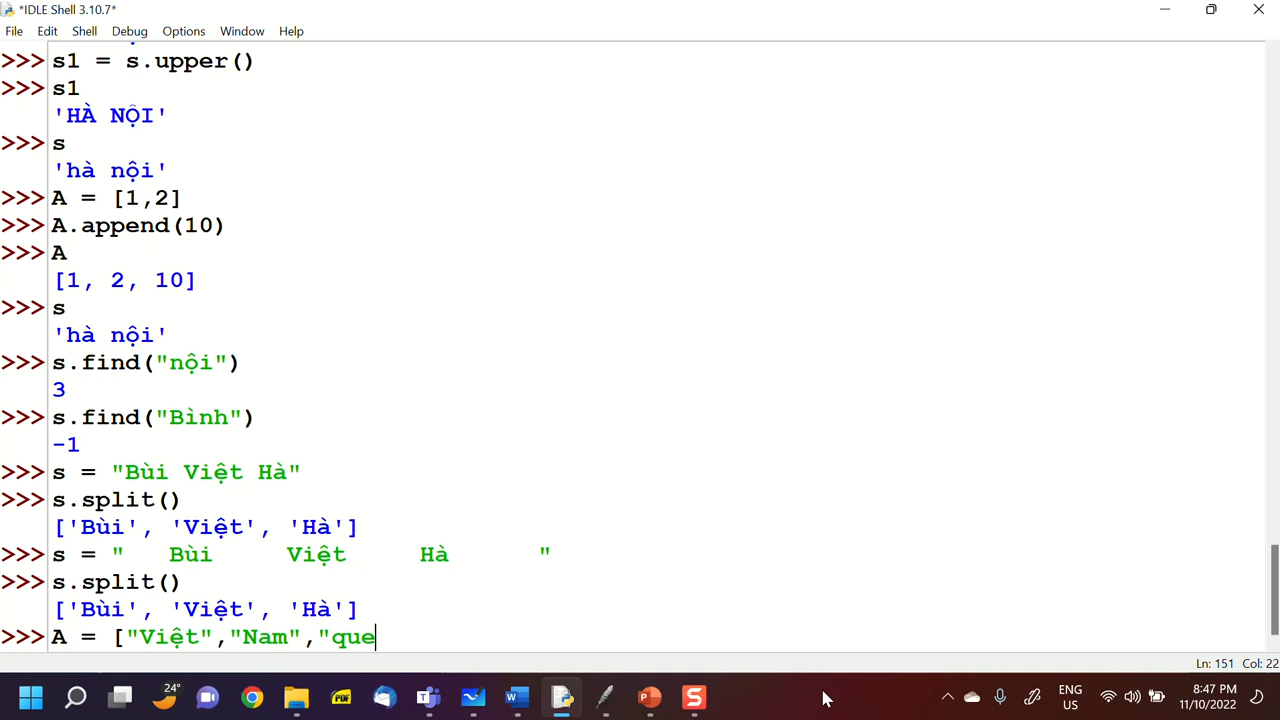 *IDLE Shell 3.10.7*
File Edit Shell Debug Options Window Help
>>> s1 = s.upper()
>>> s1
'HÀ NỘI'
>>> s
'hà nội'
>>> A = [1,2]
>>> A.append(10)
>>> A
[1, 2, 10]
>>> s
'hà nội'
>>> s.find("nội")
3
>>> s.find("Bình")
-1
>>> s = "Bùi Việt Hà"
>>> s.split()
['Bùi', 'Việt', 'Hà']
>>> s = "   Bùi     Việt     Hà      "
>>> s.split()
['Bùi', 'Việt', 'Hà']
>>> A = ["Việt","Nam","que
Ln: 151 Col: 22
24°
PDF
T
W
P
S
ENG
US
8:47 PM
11/10/2022